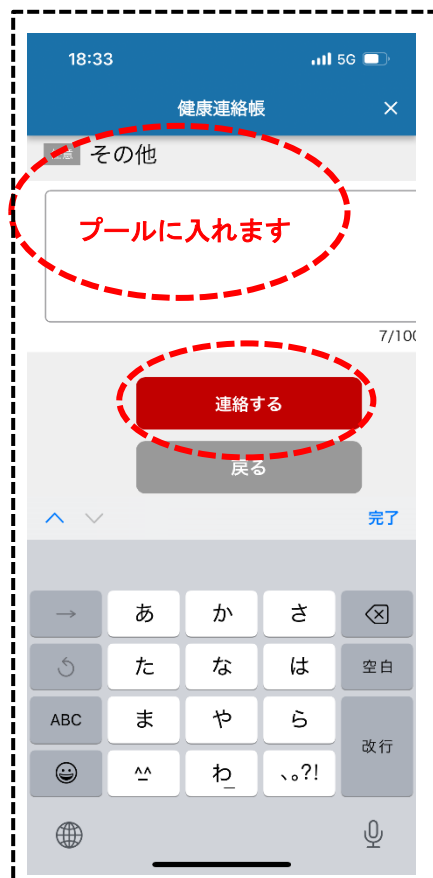 18:33
5G
健康連絡帳 ×
その他
プールに入れます
7/100
連絡する
戻る
完了
→ あ か さ
た な は 空白
ABC ま や ら
改行
^^ わ_ 、。?!